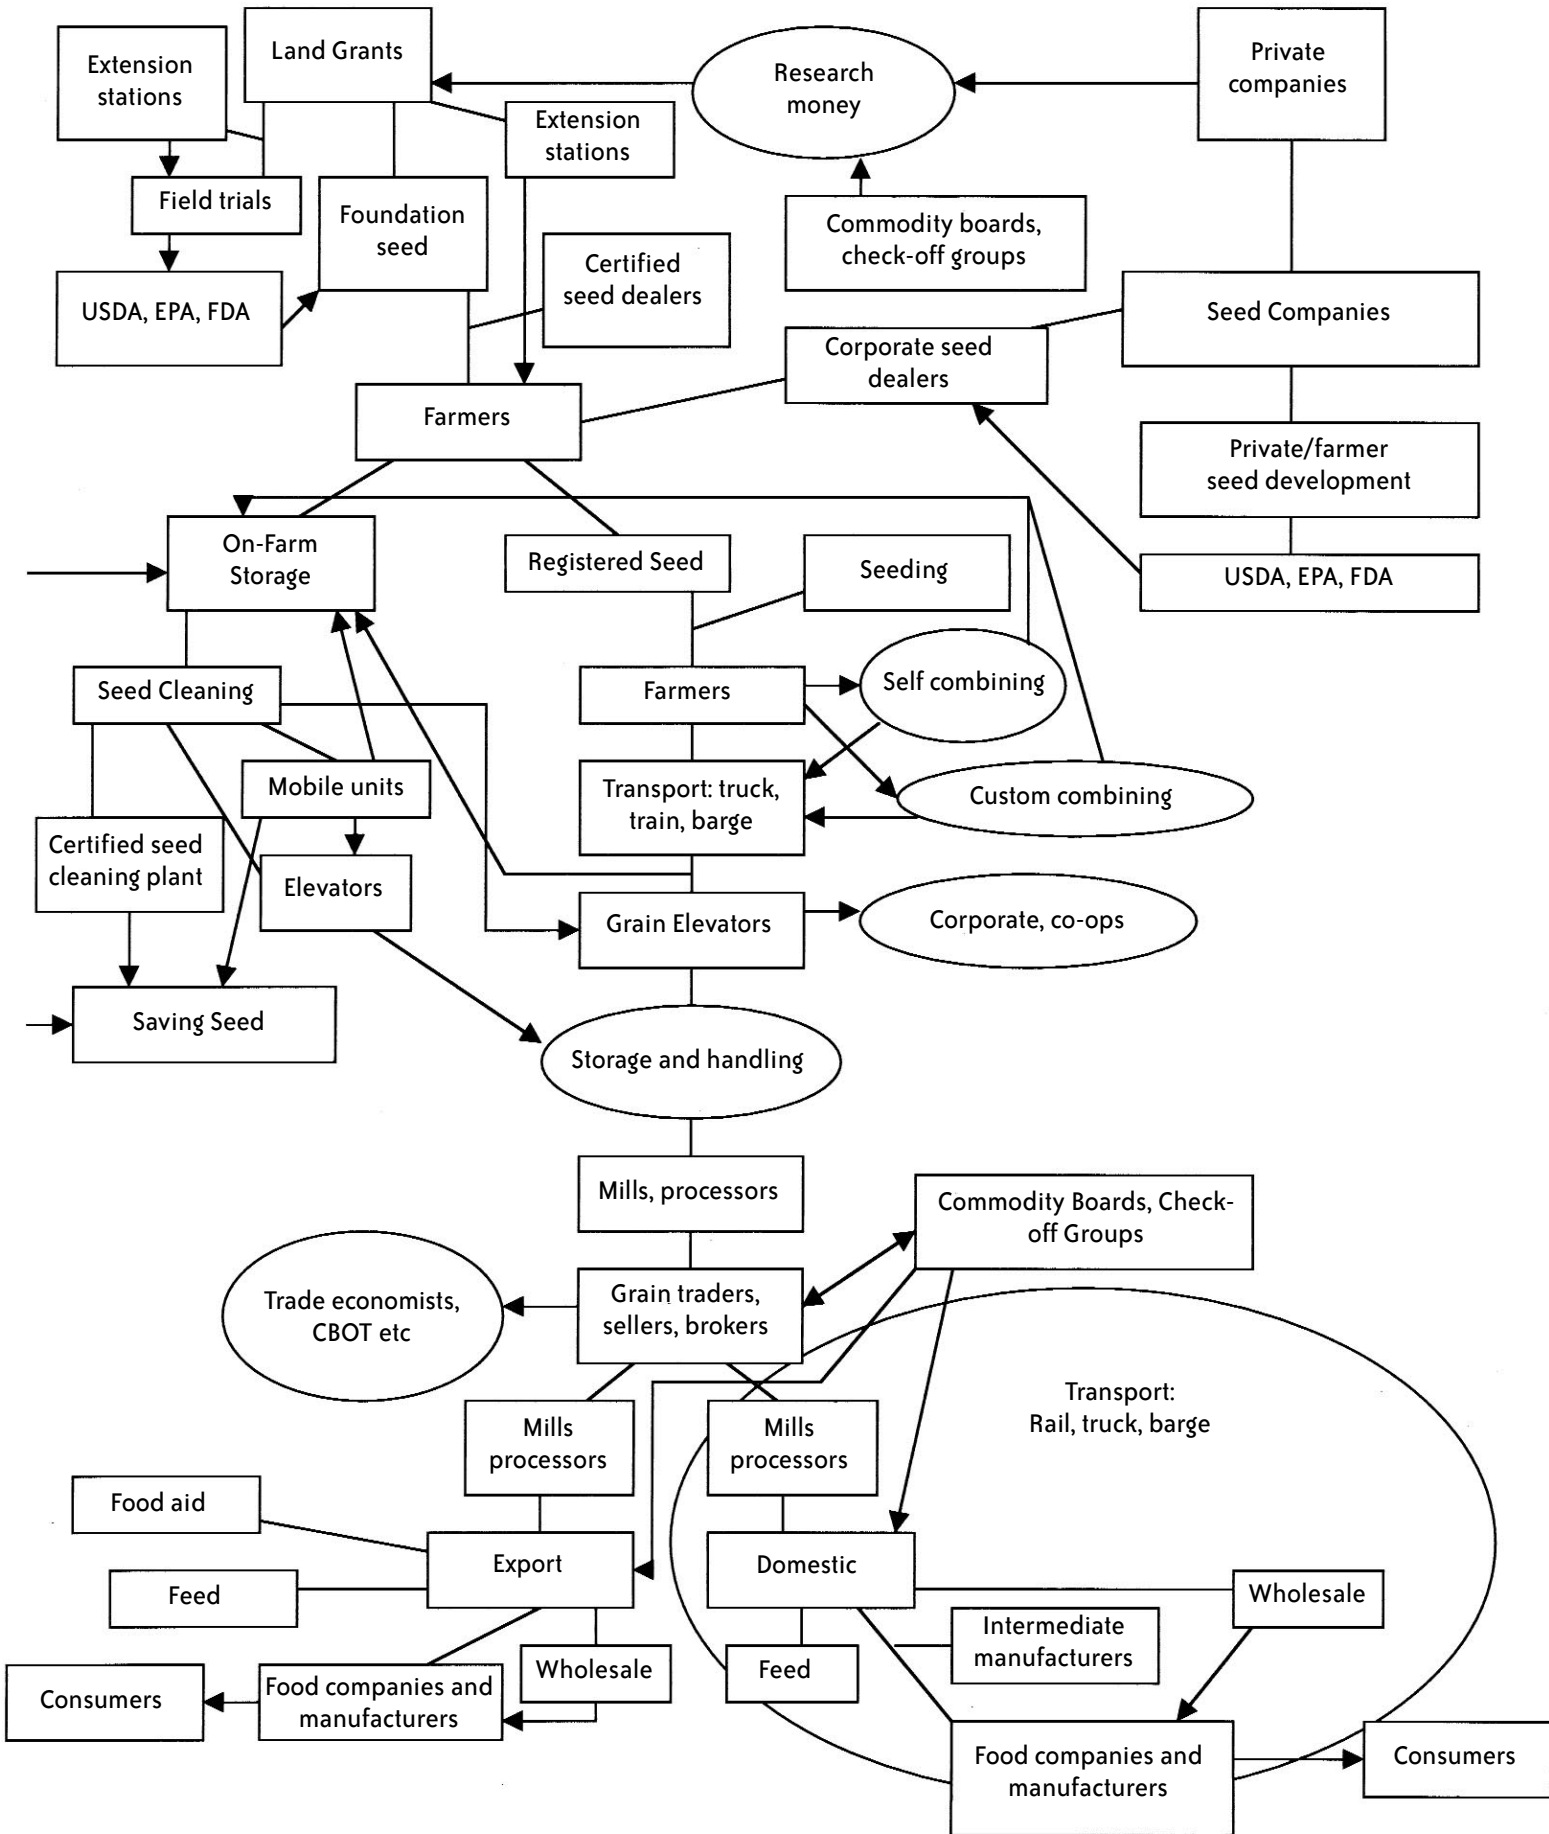 Extension
stations
Land Grants
Research
money
Private
companies
Extension
stations
Field trials
Foundation
seed
Commodity boards,
check-off groups
Certified
seed dealers
USDA, EPA, FDA
Seed Companies
Corporate seed
dealers
Farmers
Private/farmer
seed development
On-Farm
Storage
Registered Seed
Seeding
USDA, EPA, FDA
Seed Cleaning
Farmers
Self combining
Mobile units
Transport: truck,
train, barge
Custom combining
Certified seed
cleaning plant
Elevators
Grain Elevators
Corporate, co-ops
Saving Seed
Storage and handling
Mills, processors
Commodity Boards, Check-
off Groups
Trade economists,
CBOT etc
Grain traders,
sellers, brokers
Transport:
Rail, truck, barge
Mills
processors
Mills
processors
Food aid
Export
Domestic
Feed
Wholesale
Intermediate
manufacturers
Wholesale
Feed
Consumers
Food companies and
manufacturers
Food companies and
manufacturers
Consumers